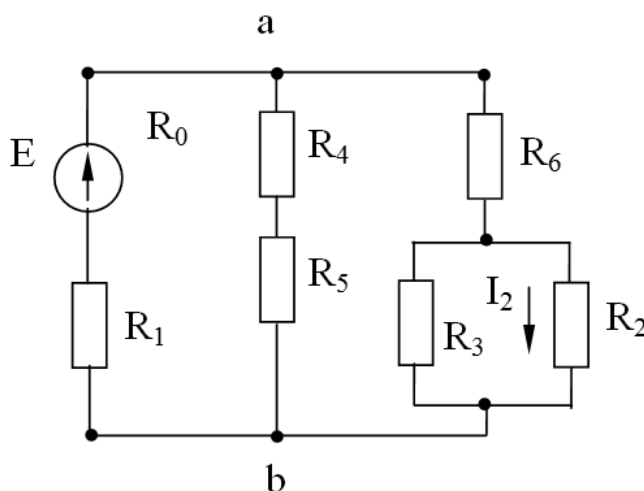 a
E
R₀
R₄
R₆
R₅
R₁
R₃
I₂
R₂
b